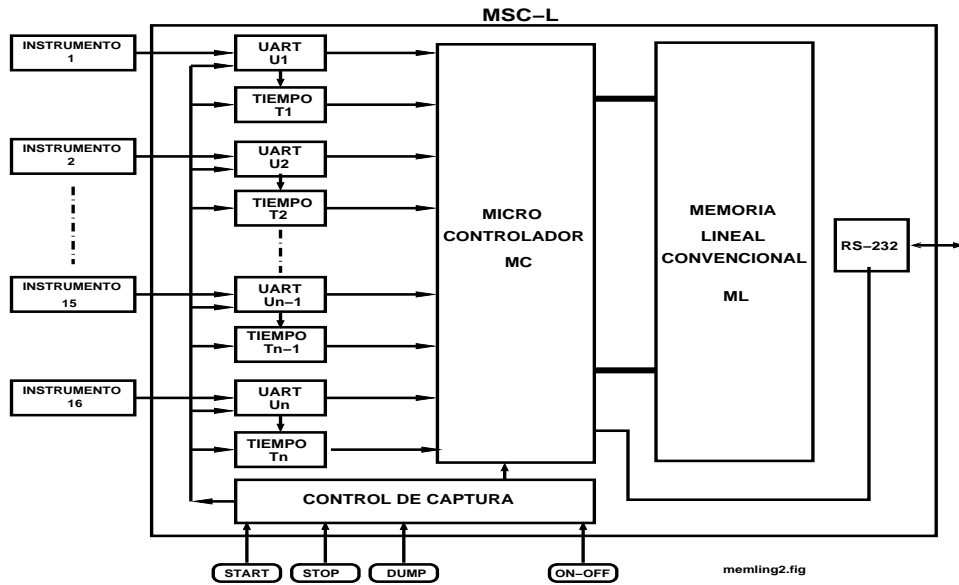 MSC-L
INSTRUMENTO
1
UART
U1
TIEMPO
T1
INSTRUMENTO
2
UART
U2
TIEMPO
T2
MICRO
CONTROLADOR
MC
MEMORIA
LINEAL
CONVENCIONAL
ML
RS-232
INSTRUMENTO
15
UART
Un-1
TIEMPO
Tn-1
INSTRUMENTO
16
UART
Un
TIEMPO
Tn
CONTROL DE CAPTURA
START
STOP
DUMP
ON-OFF
memling2.fig